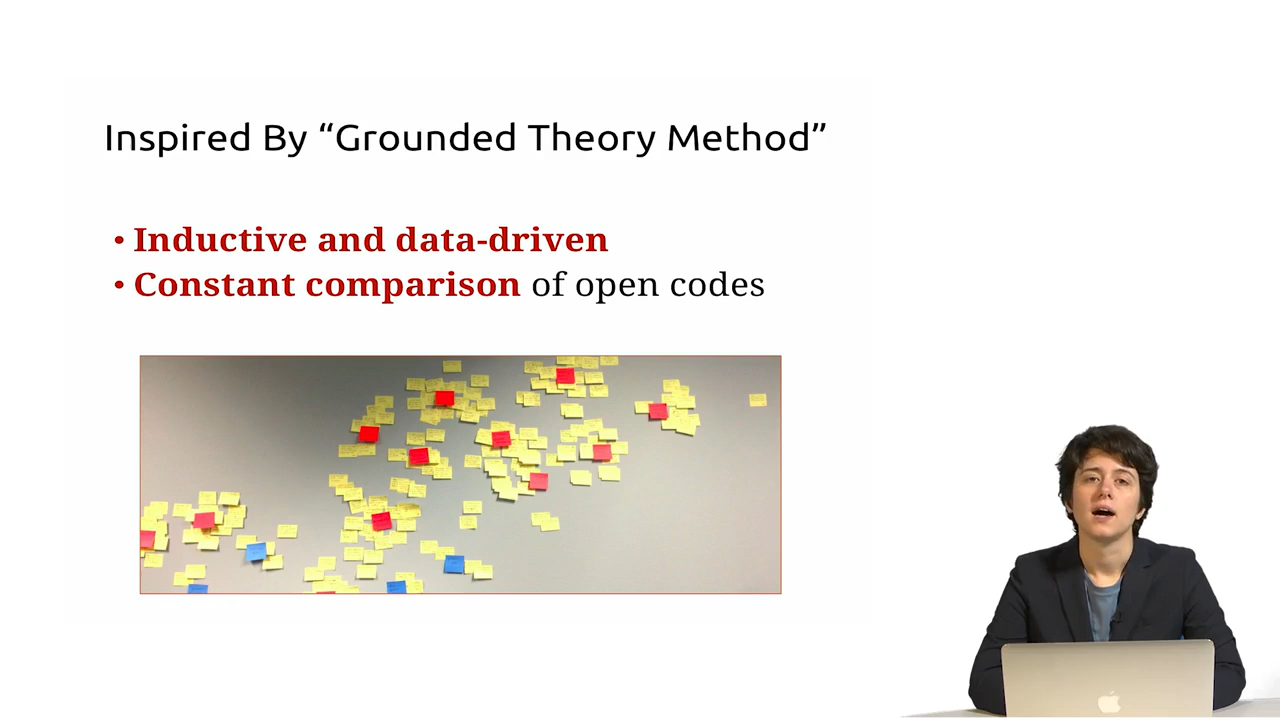 Inspired By “Grounded Theory Method”
• Inductive and data-driven
• Constant comparison of open codes